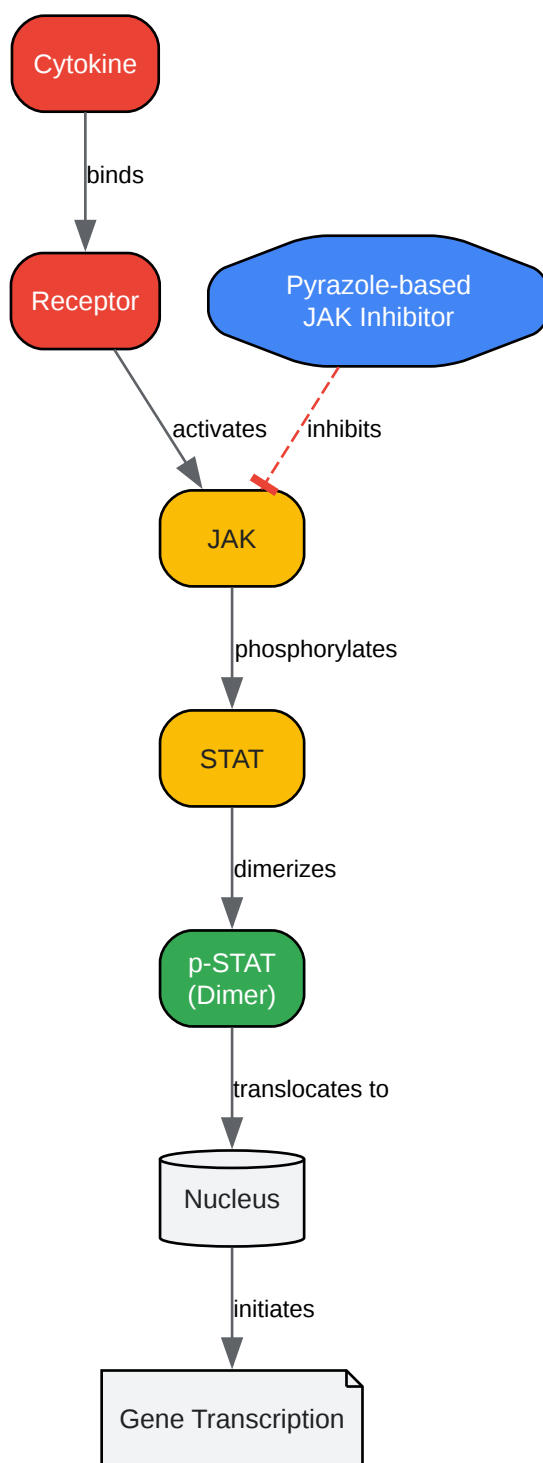 Cytokine
binds
Receptor
Pyrazole-based
JAK Inhibitor
activates
inhibits
JAK
phosphorylates
STAT
dimerizes
p-STAT
(Dimer)
translocates to
Nucleus
initiates
Gene Transcription